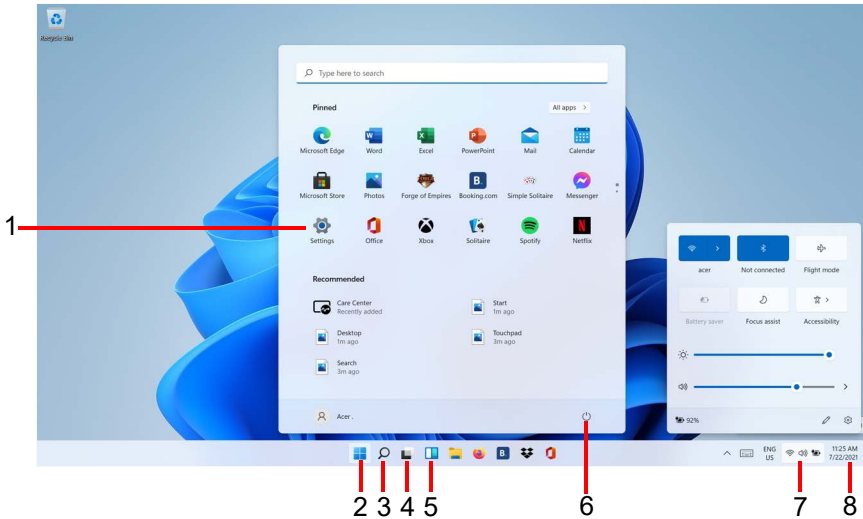 Recycle Bin
Type here to search
Pinned
All apps >
Microsoft Edge
Word
Excel
PowerPoint
Mail
Calendar
Microsoft Store
Photos
Forge of Empires
Booking.com
Simple Solitaire
Messenger
1
Settings
Office
Xbox
Solitaire
Spotify
Netflix
Recommended
Care Center
Recently added
Start
1m ago
Desktop
1m ago
Touchpad
3m ago
Search
3m ago
Acer .
acer
Not connected
Flight mode
Battery saver
Focus assist
Accessibility
92%
ENG
US
11:25 AM
7/22/2021
2 3 4 5 6 7 8